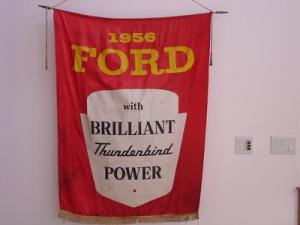 1956
FORD
with
BRILLIANT
Thunderbird
POWER